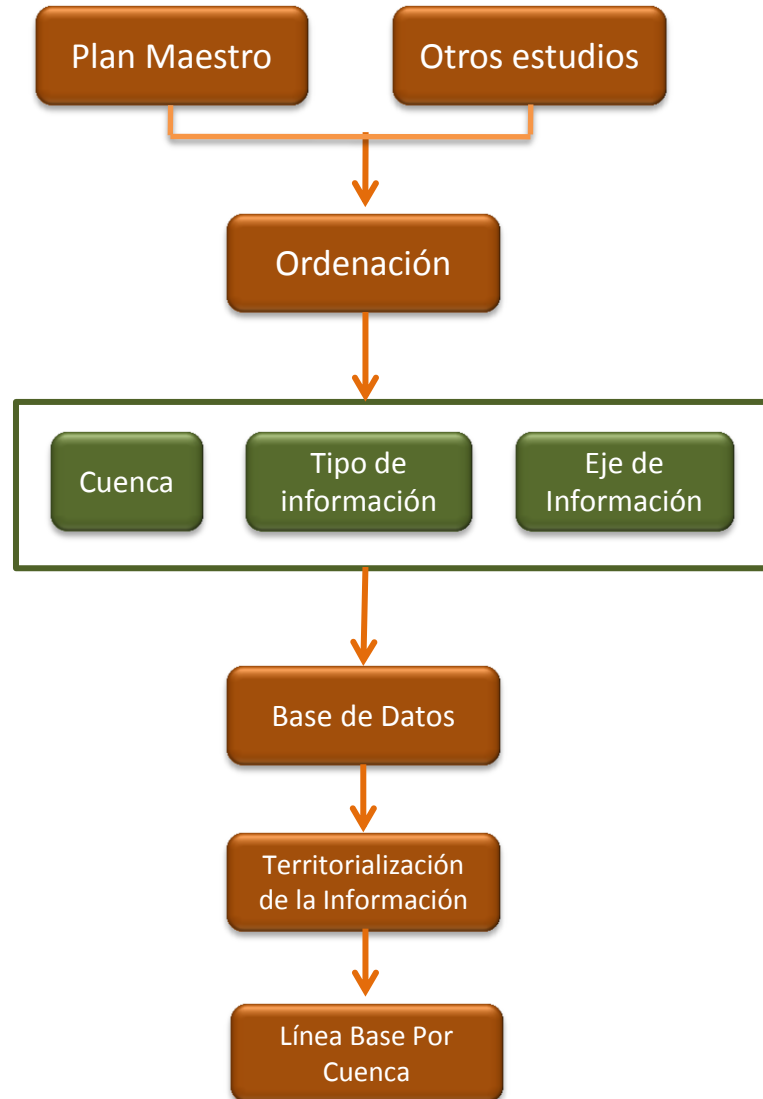 Plan Maestro
Otros estudios
Ordenación
Cuenca
Tipo de
información
Eje de
Información
Base de Datos
Territorialización
de la Información
Línea Base Por
Cuenca